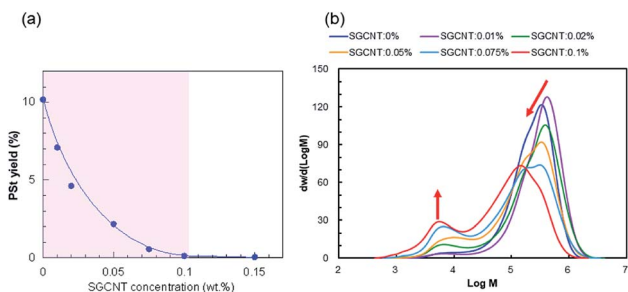 (a)
PSt yield (%)
10
5
0
0
0.05
0.10
0.15
SGCNT concentration (wt.%)
(b)
SGCNT:0%
SGCNT:0.01%
SGCNT:0.02%
SGCNT:0.05%
SGCNT:0.075%
SGCNT:0.1%
dw/d(LogM)
150
120
90
60
30
0
2
3
4
5
6
7
Log M